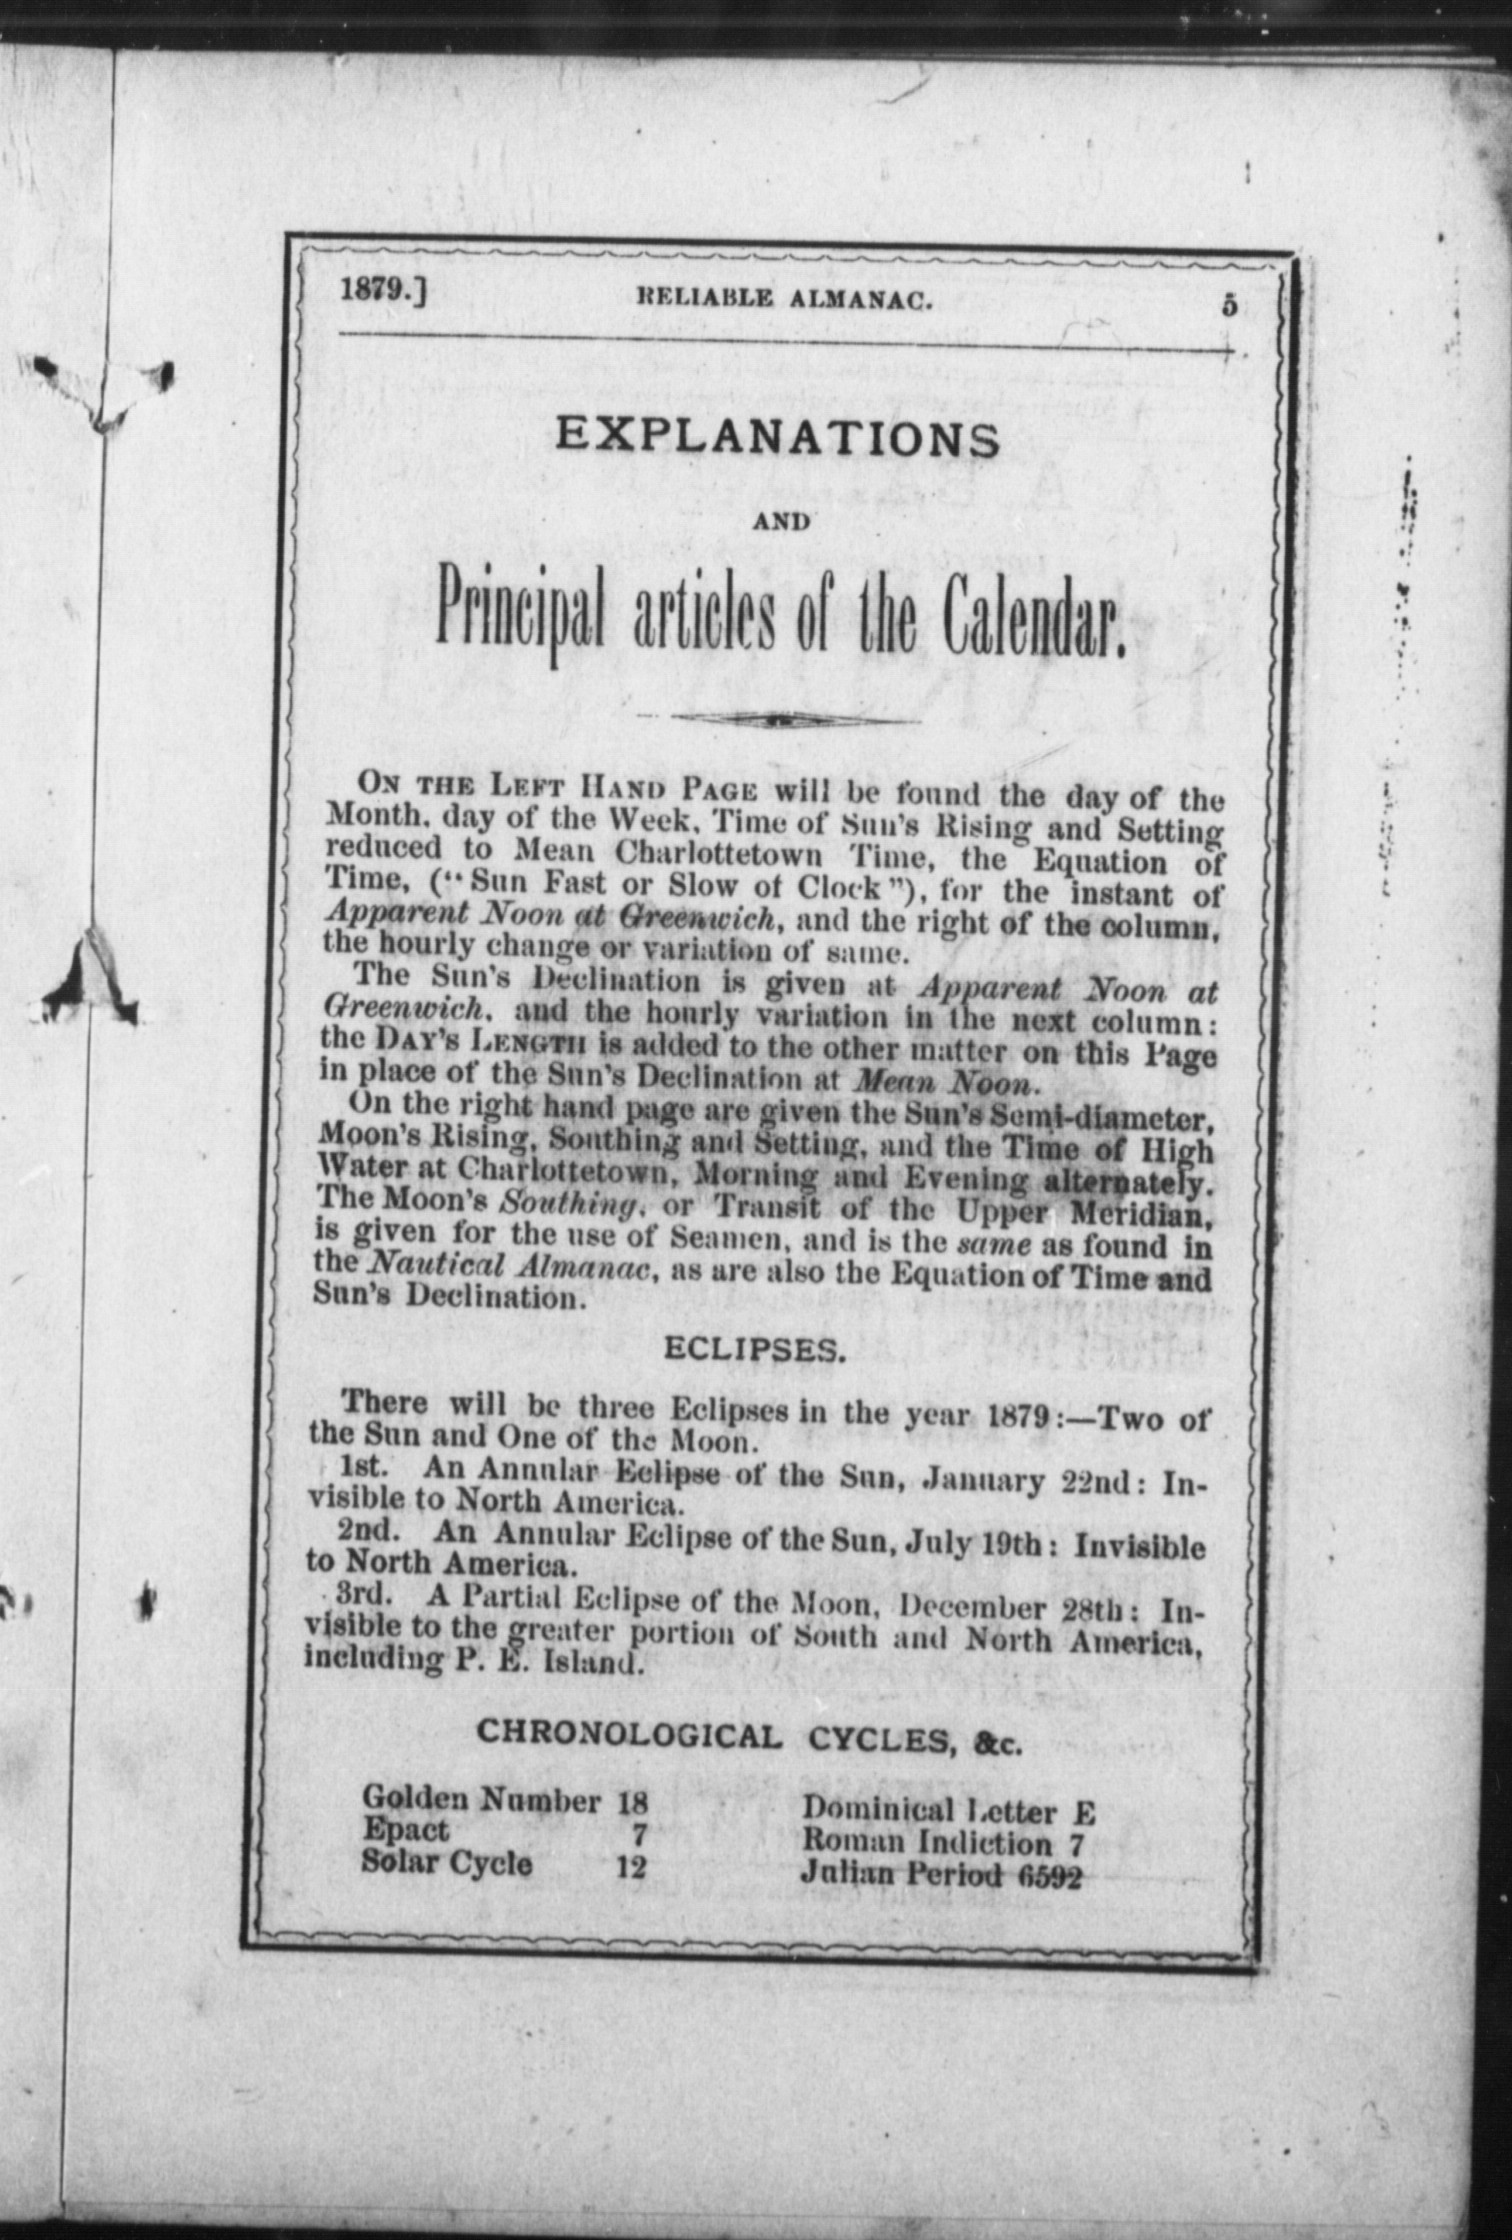 1879.] RELIABLE ALMANAC. 5
EXPLANATIONS
AND
Principal articles of the Calendar.
ON THE LEFT HAND PAGE will be found the day of the
Month, day of the Week, Time of Sun's Rising and Setting
reduced to Mean Charlottetown Time, the Equation of
Time, ("Sun Fast or Slow of Clock"), for the instant of
Apparent Noon at Greenwich, and the right of the column,
the hourly change or variation of same.
The Sun's Declination is given at Apparent Noon at
Greenwich, and the hourly variation in the next column:
the DAY'S LENGTH is added to the other matter on this Page
in place of the Sun's Declination at Mean Noon.
On the right hand page are given the Sun's Semi-diameter,
Moon's Rising, Southing and Setting, and the Time of High
Water at Charlottetown, Morning and Evening alternately.
The Moon's Southing, or Transit of the Upper Meridian,
is given for the use of Seamen, and is the same as found in
the Nautical Almanac, as are also the Equation of Time and
Sun's Declination.
ECLIPSES.
There will be three Eclipses in the year 1879:—Two of
the Sun and One of the Moon.
1st. An Annular Eclipse of the Sun, January 22nd: In-
visible to North America.
2nd. An Annular Eclipse of the Sun, July 19th: Invisible
to North America.
3rd. A Partial Eclipse of the Moon, December 28th: In-
visible to the greater portion of South and North America,
including P. E. Island.
CHRONOLOGICAL CYCLES, &c.
Golden Number 18 Dominical Letter E
Epact 7 Roman Indiction 7
Solar Cycle 12 Julian Period 6592